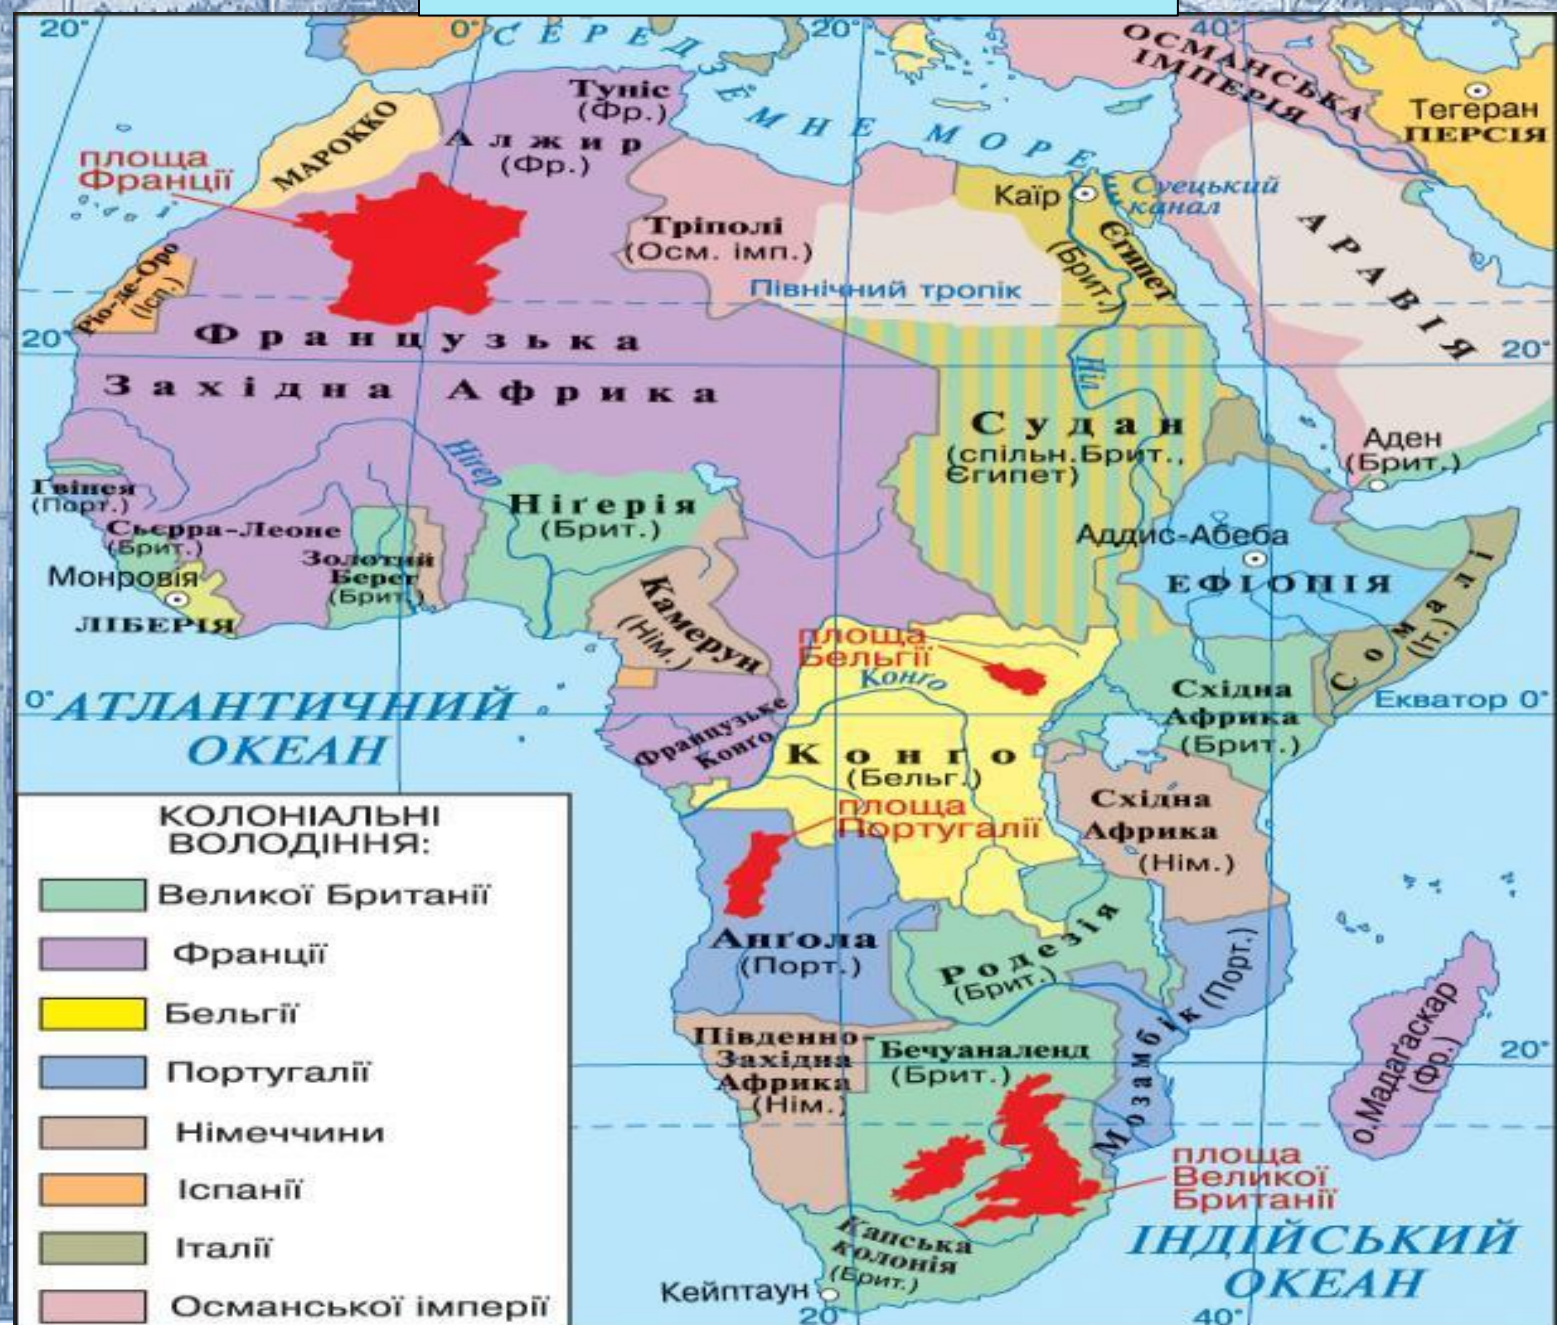 20°
0°
20°
40°
СЕРЕДЗЕМНЕ МОРЕ
ОСМАНСЬКА
ІМПЕРІЯ
Тегеран
ПЕРСІЯ
Туніс
(Фр.)
Алжир
(Фр.)
МАРОККО
площа
Франції
Каїр
Суецький
канал
Єгипет
(Брит.)
АРАВІЯ
Тріполі
(Осм. імп.)
Північний тропік
Ріо-де-Оро
(Ісп.)
20°
20°
Французька
Західна Африка
Ніл
Судан
(спільн.Брит.,
Єгипет)
Аден
(Брит.)
Нігер
Гвінея
(Порт.)
Нігерія
(Брит.)
Сьєрра-Леоне
(Брит.)
Золотий
Берег
(Брит.)
Монровія
ЛІБЕРІЯ
Аддис-Абеба
ЕФІОПІЯ
Сомалі
(Іт.)
Камерун
(Нім.)
площа
Бельгії
Конго
0°
АТЛАНТИЧНИЙ
ОКЕАН
Східна
Африка
(Брит.)
Екватор 0°
Французьке
Конго
Конго
(Бельг.)
площа
Португалії
Східна
Африка
(Нім.)
Ангола
(Порт.)
Родезія
(Брит.)
Мозамбік (Порт.)
о.Мадаґаскар
(Фр.)
Південно-
Західна
Африка
(Нім.)
Бечуаналенд
(Брит.)
20°
площа
Великої
Британії
Капська
колонія
(Брит.)
Кейптаун
ІНДІЙСЬКИЙ
ОКЕАН
20°
40°
КОЛОНІАЛЬНІ
ВОЛОДІННЯ:
Великої Британії
Франції
Бельгії
Португалії
Німеччини
Іспанії
Італії
Османської імперії